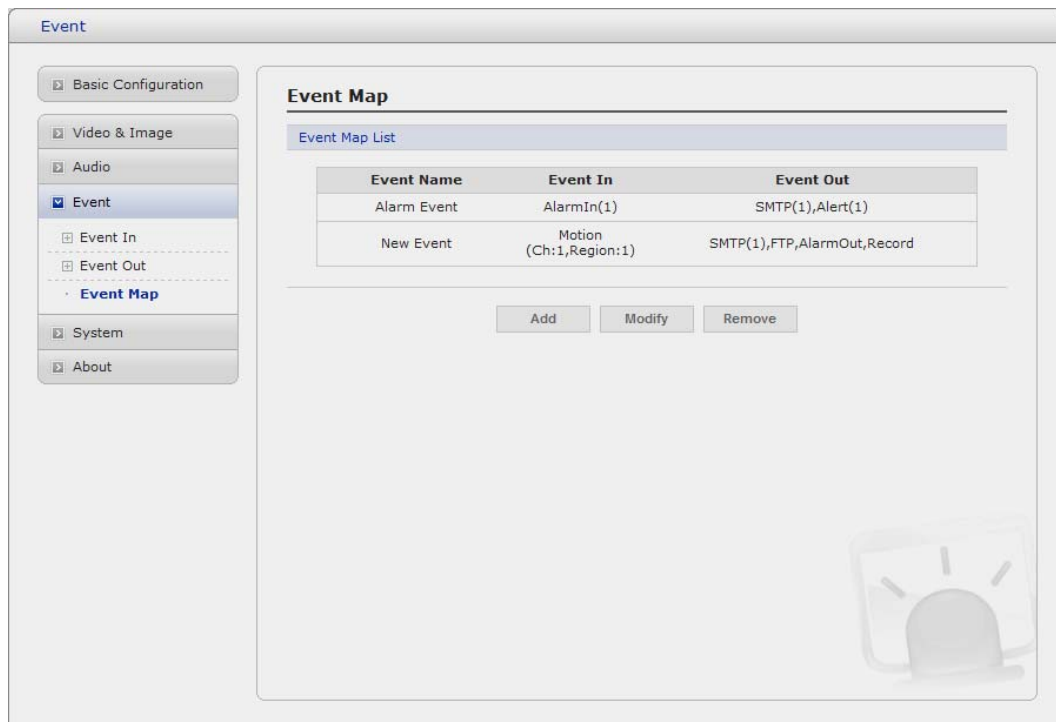 Event
Basic Configuration
Video & Image
Audio
Event
Event In
Event Out
Event Map
System
About
Event Map
Event Map List
Event Name Event In Event Out
Alarm Event AlarmIn(1) SMTP(1),Alert(1)
New Event Motion (Ch:1,Region:1) SMTP(1),FTP,AlarmOut,Record
Add Modify Remove